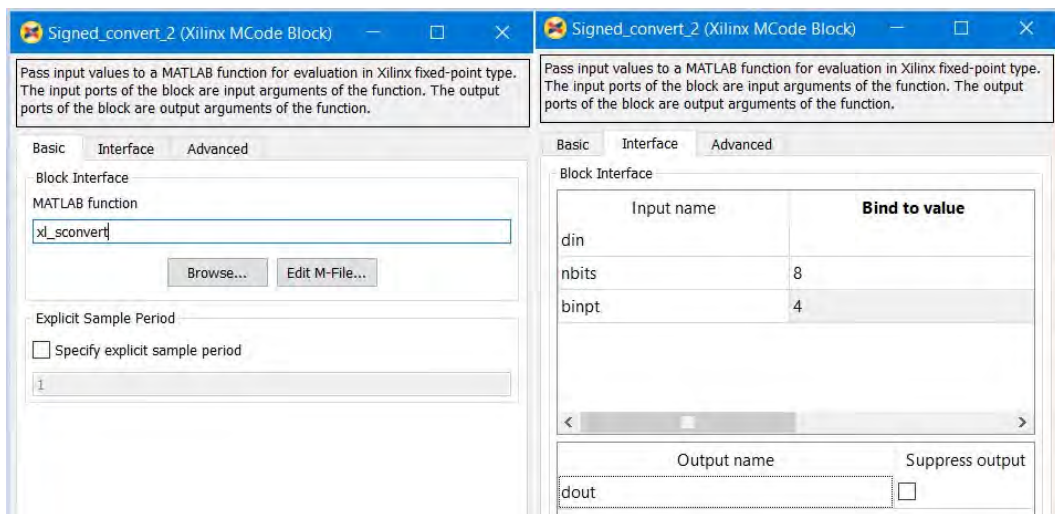 Signed_convert_2 (Xilinx MCode Block)
Pass input values to a MATLAB function for evaluation in Xilinx fixed-point type.
The input ports of the block are input arguments of the function. The output
ports of the block are output arguments of the function.
Basic Interface Advanced
Block Interface
MATLAB function
xl_sconvert
Browse... Edit M-File...
Explicit Sample Period
Specify explicit sample period
1
Signed_convert_2 (Xilinx MCode Block)
Pass input values to a MATLAB function for evaluation in Xilinx fixed-point type.
The input ports of the block are input arguments of the function. The output
ports of the block are output arguments of the function.
Basic Interface Advanced
Block Interface
Input name Bind to value
din
nbits 8
binpt 4
Output name Suppress output
dout